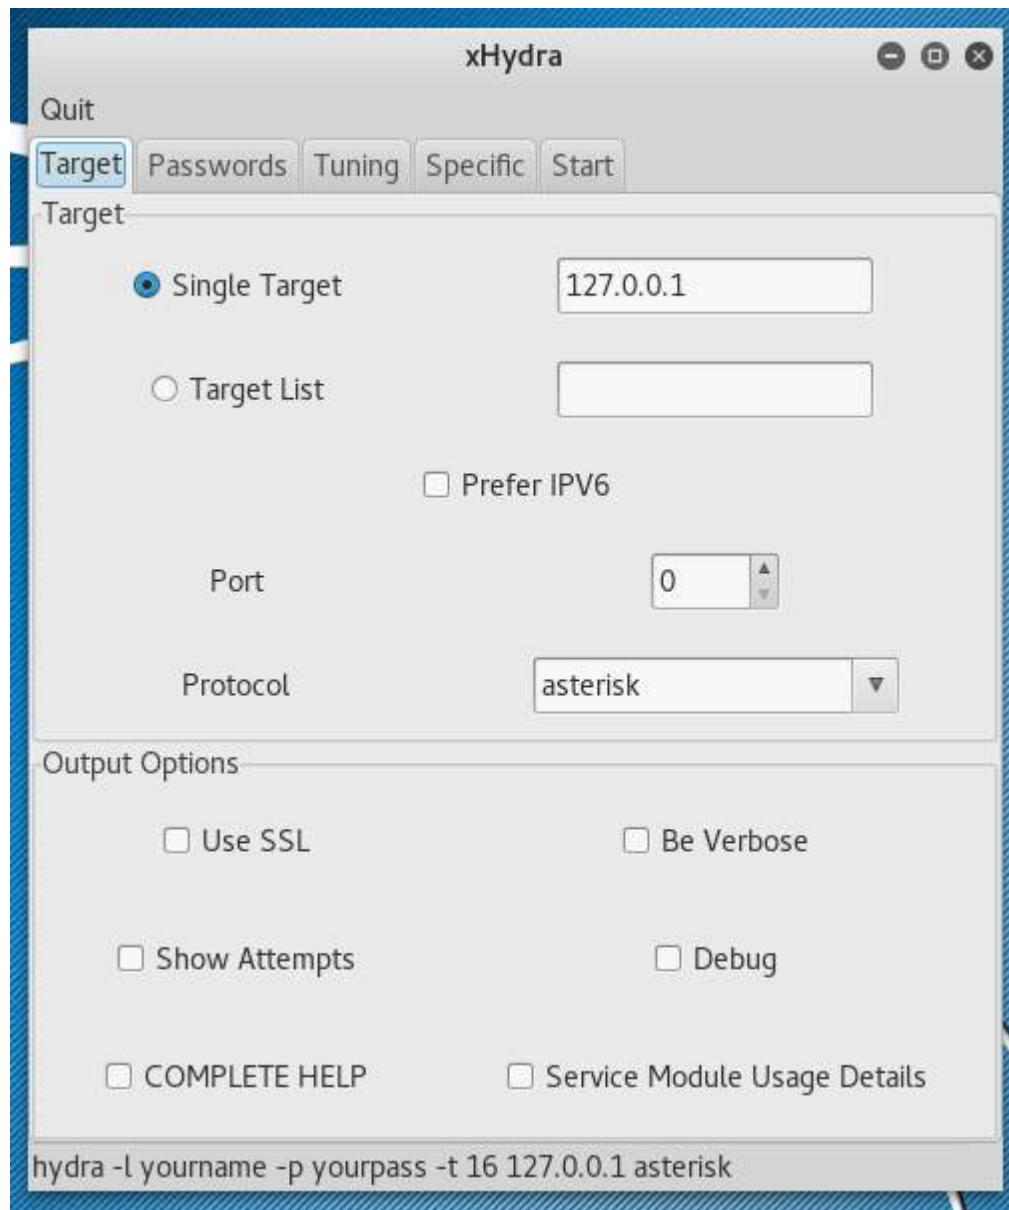 xHydra
Quit
Target Passwords Tuning Specific Start
Target
Single Target 127.0.0.1
Target List
Prefer IPV6
Port 0
Protocol asterisk
Output Options
Use SSL Be Verbose
Show Attempts Debug
COMPLETE HELP Service Module Usage Details
hydra -l yourname -p yourpass -t 16 127.0.0.1 asterisk